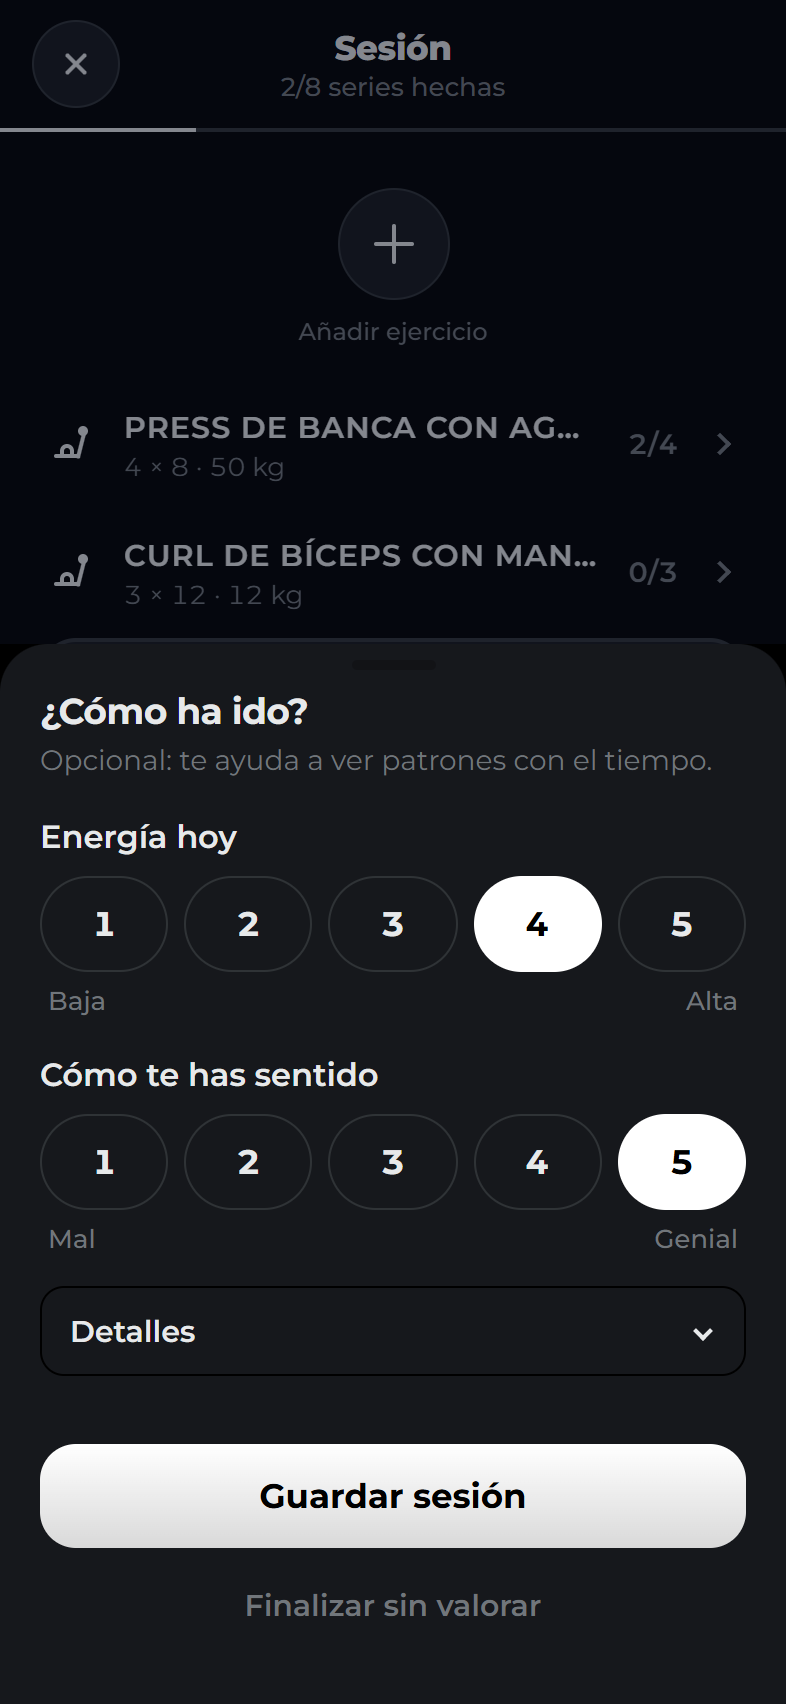 Sesión
2/8 series hechas
Añadir ejercicio
PRESS DE BANCA CON AG...
4 × 8 · 50 kg
2/4
CURL DE BÍCEPS CON MAN...
3 × 12 · 12 kg
0/3
¿Cómo ha ido?
Opcional: te ayuda a ver patrones con el tiempo.
Energía hoy
1 2 3 4 5
Baja Alta
Cómo te has sentido
1 2 3 4 5
Mal Genial
Detalles
Guardar sesión
Finalizar sin valorar